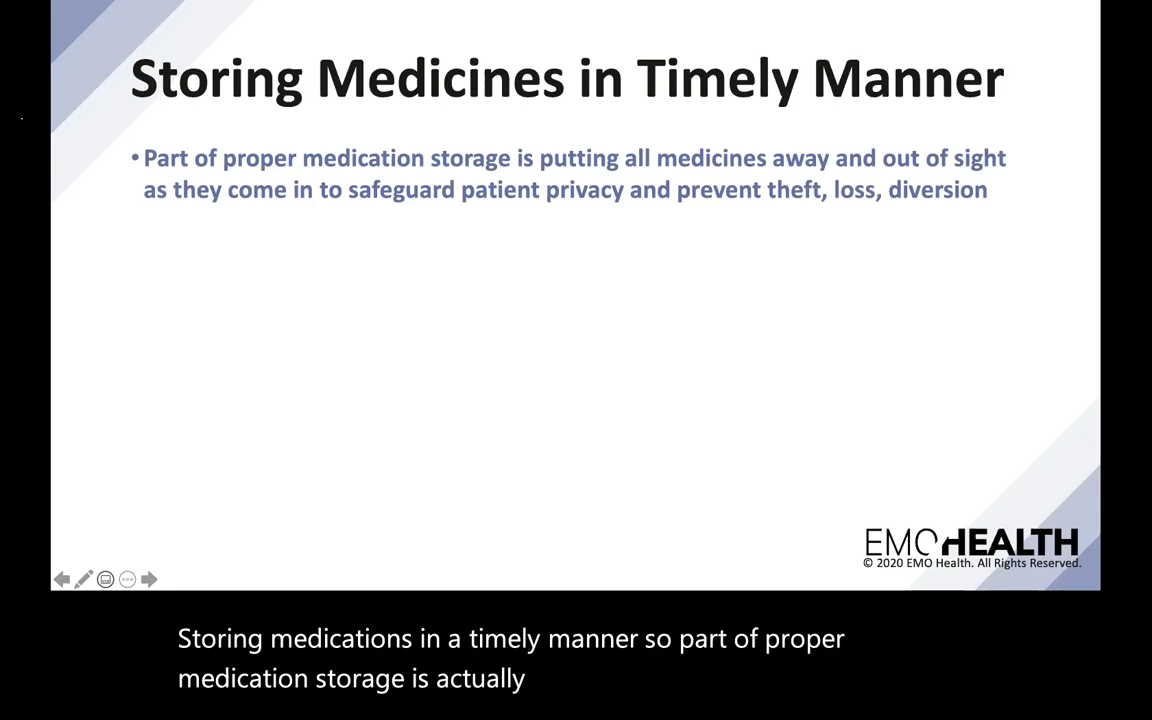 Storing Medicines in Timely Manner
• Part of proper medication storage is putting all medicines away and out of sight
as they come in to safeguard patient privacy and prevent theft, loss, diversion
EMOHEALTH
© 2020 EMO Health. All Rights Reserved.
Storing medications in a timely manner so part of proper
medication storage is actually